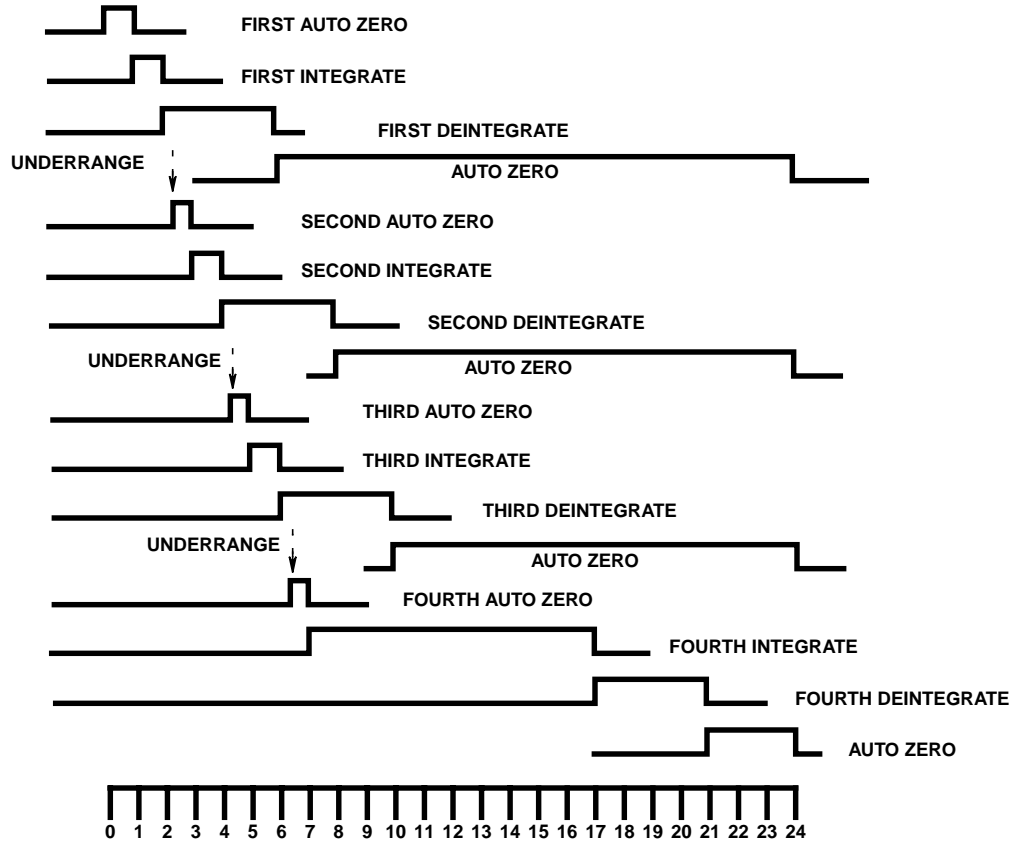 FIRST AUTO ZERO
FIRST INTEGRATE
FIRST DEINTEGRATE
UNDERRANGE
AUTO ZERO
SECOND AUTO ZERO
SECOND INTEGRATE
SECOND DEINTEGRATE
UNDERRANGE
AUTO ZERO
THIRD AUTO ZERO
THIRD INTEGRATE
THIRD DEINTEGRATE
UNDERRANGE
AUTO ZERO
FOURTH AUTO ZERO
FOURTH INTEGRATE
FOURTH DEINTEGRATE
AUTO ZERO
0 1 2 3 4 5 6 7 8 9 10 11 12 13 14 15 16 17 18 19 20 21 22 23 24